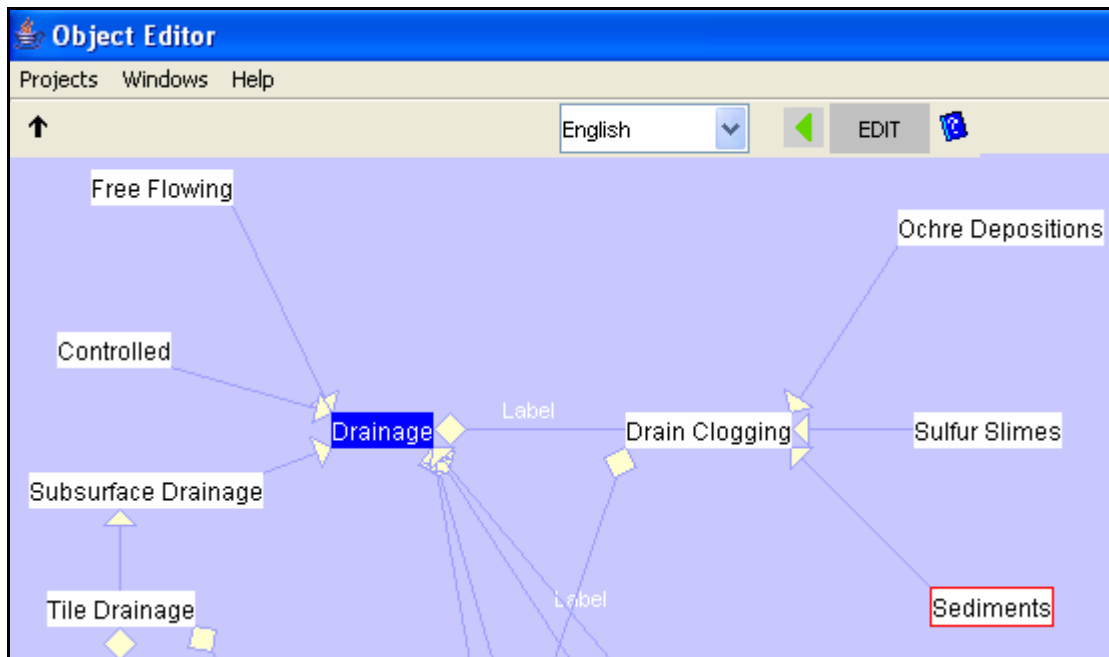 Object Editor
Projects Windows Help
English EDIT
Free Flowing
Ochre Depositions
Controlled
Label
Drainage
Drain Clogging
Sulfur Slimes
Subsurface Drainage
Label
Tile Drainage
Sediments